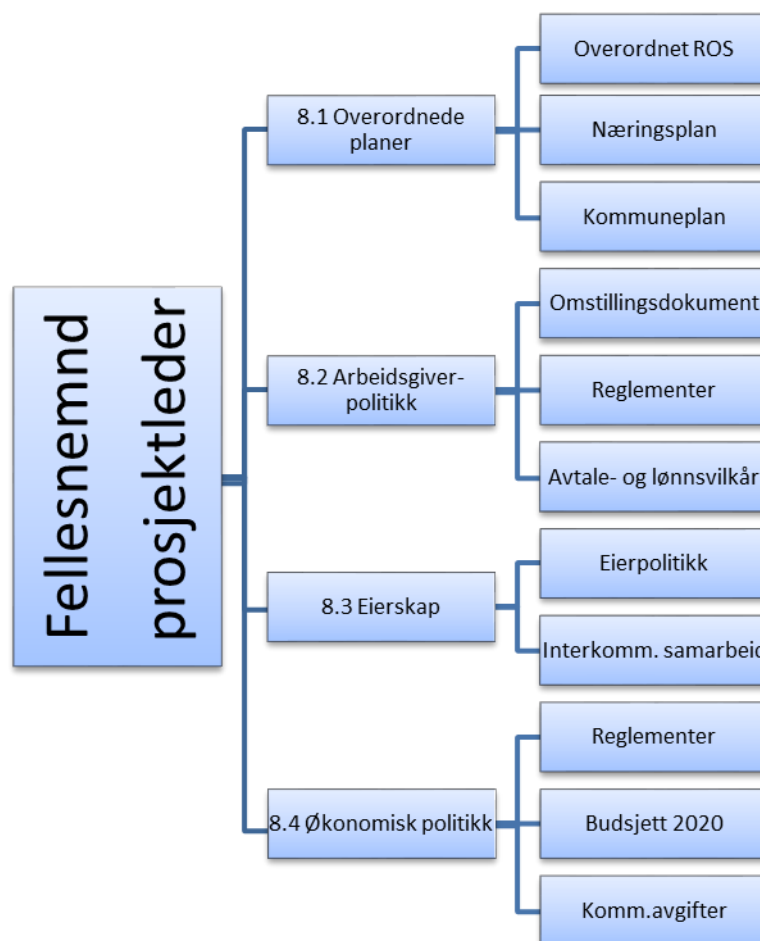 Fellesnemnd
prosjektleder
8.1 Overordnede
planer
Overordnet ROS
Næringsplan
Kommuneplan
8.2 Arbeidsgiver-
politikk
Omstillingsdokument
Reglementer
Avtale- og lønnsvilkår
8.3 Eierskap
Eierpolitikk
Interkomm. samarbeid
8.4 Økonomisk politikk
Reglementer
Budsjett 2020
Komm.avgifter